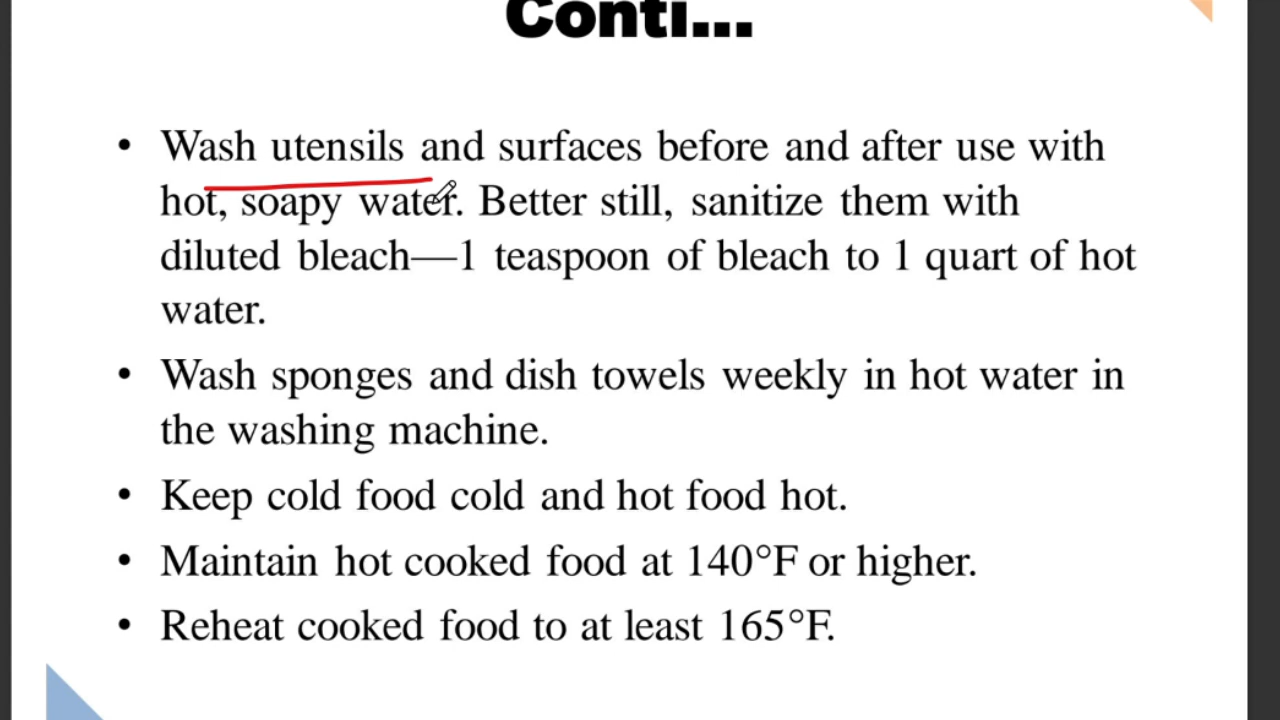 Conti...
• Wash utensils and surfaces before and after use with
hot, soapy water. Better still, sanitize them with
diluted bleach—1 teaspoon of bleach to 1 quart of hot
water.
• Wash sponges and dish towels weekly in hot water in
the washing machine.
• Keep cold food cold and hot food hot.
• Maintain hot cooked food at 140°F or higher.
• Reheat cooked food to at least 165°F.